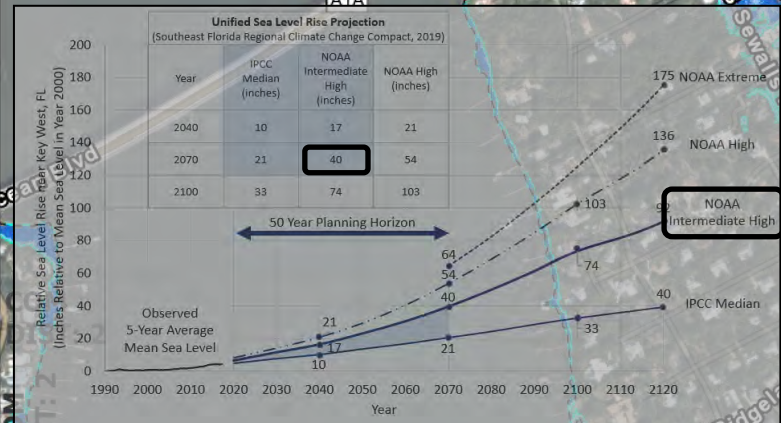 A1A
Unified Sea Level Rise Projection
(Southeast Florida Regional Climate Change Compact, 2019)
Year
IPCC Median (inches)
NOAA Intermediate High (inches)
NOAA High (inches)
2040 10 17 21
2070 21 40 54
2100 33 74 103
Relative Sea Level Rise near Key West, FL
(Inches Relative to Mean Sea Level in Year 2000)
200
180
160
140
120
100
80
60
40
20
0
50 Year Planning Horizon
Observed
5-Year Average
Mean Sea Level
175 NOAA Extreme
136
NOAA High
103
92
NOAA
Intermediate High
74
64
54
40
40
IPCC Median
33
21
21
17
10
1990 2000 2010 2020 2030 2040 2050 2060 2070 2080 2090 2100 2110 2120
Year
cean Blvd
Sewalls